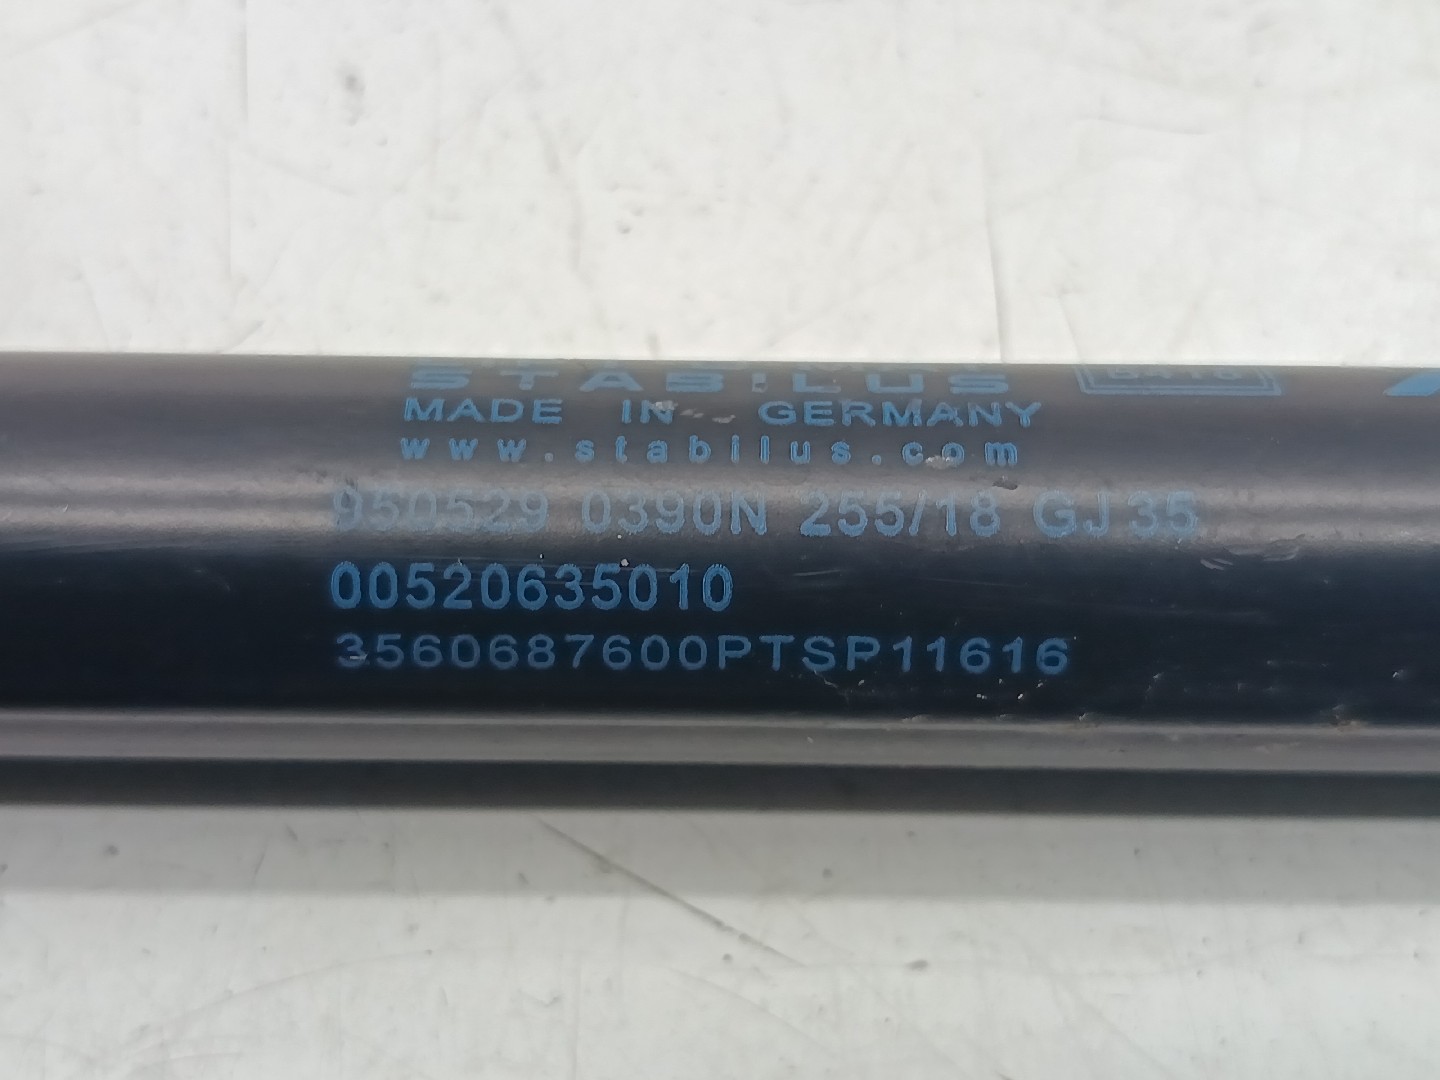 STABILUS
MADE IN GERMANY
www.stabilus.com
950529 0390N 255/18 GJ35
00520635010
3560687600PTSP11616